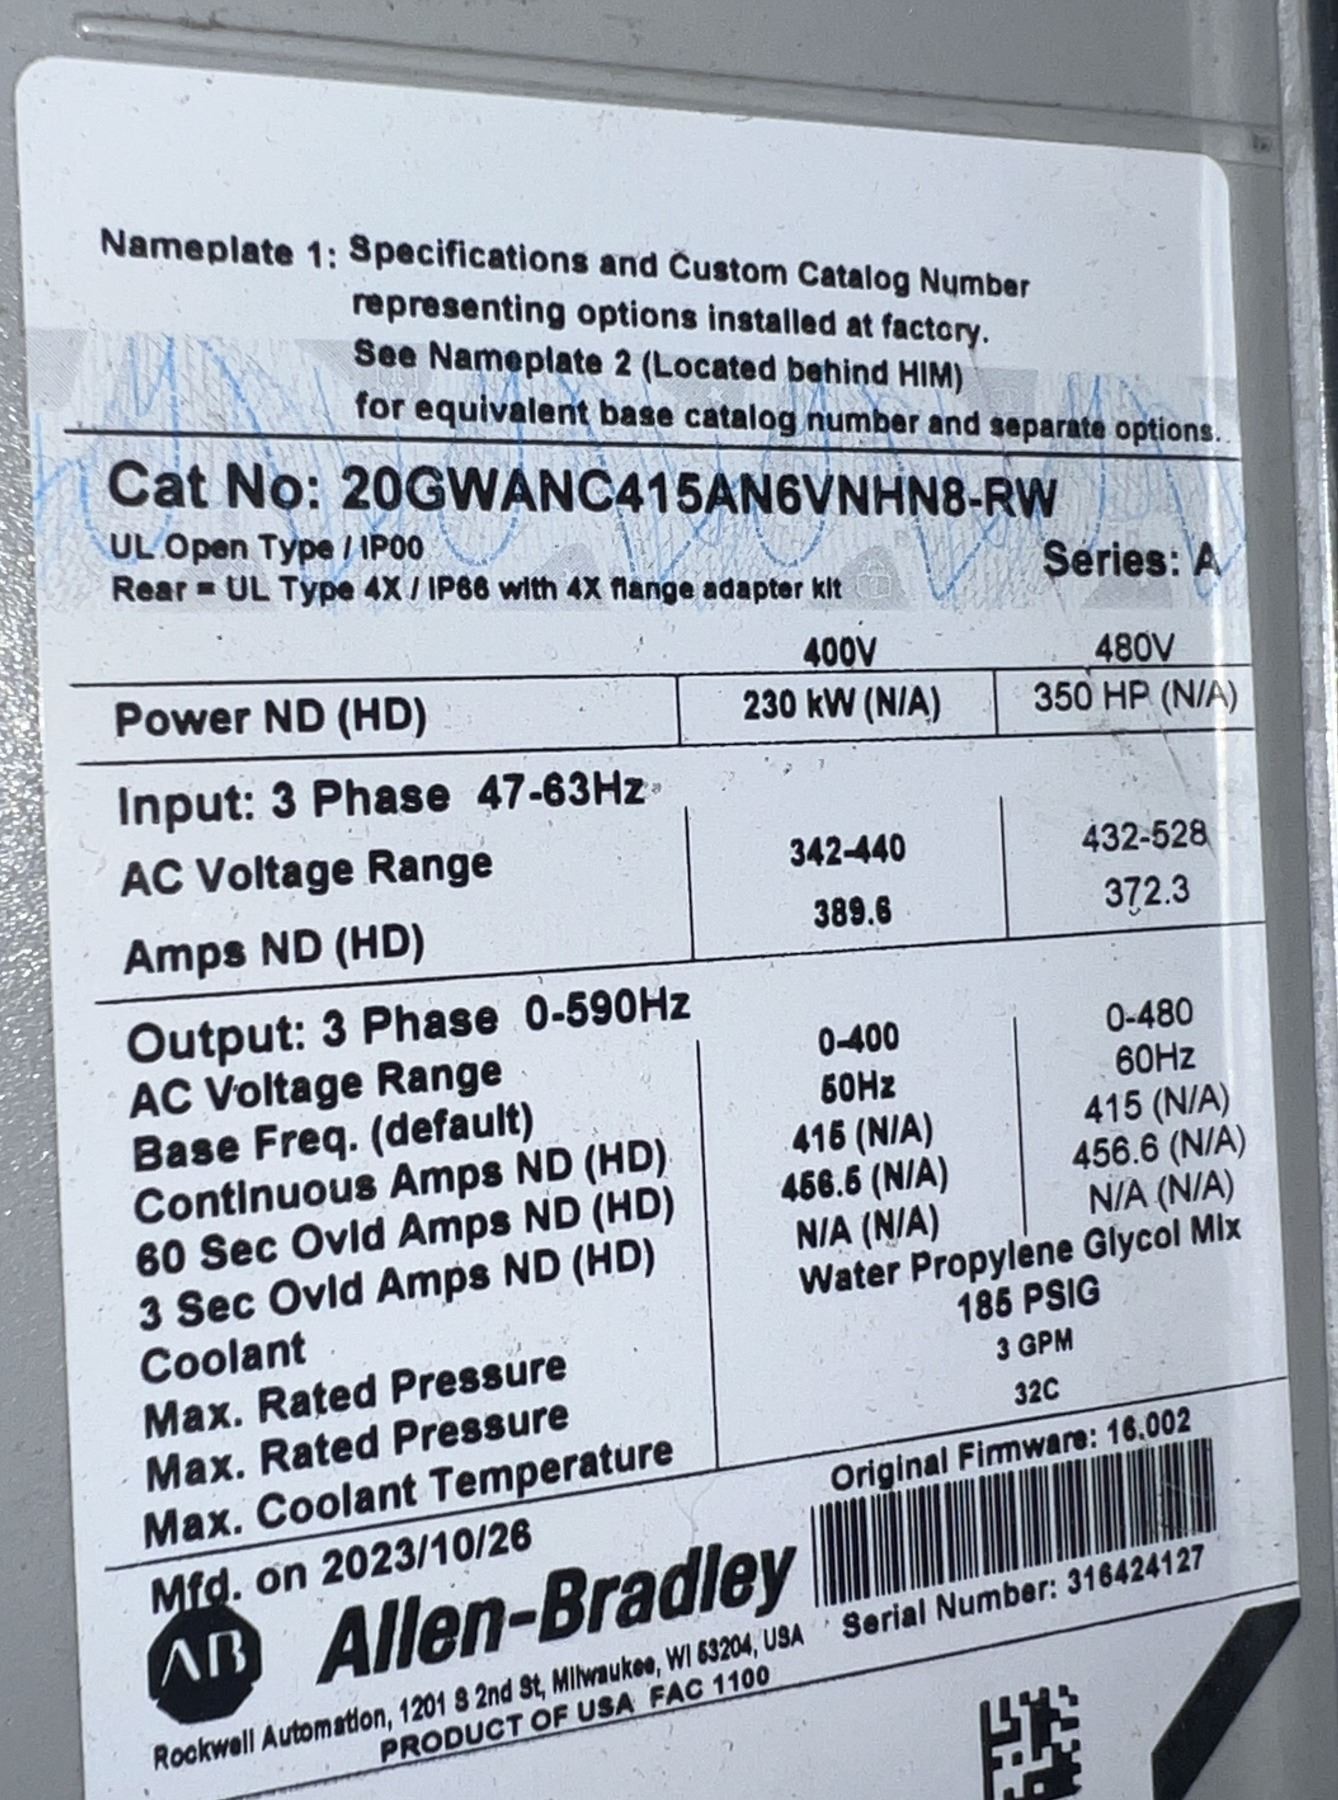 Nameplate 1: Specifications and Custom Catalog Number
representing options installed at factory.
See Nameplate 2 (Located behind HIM)
for equivalent base catalog number and separate options.
Cat No: 20GWANC415AN6VNHN8-RW
UL Open Type / IP00
Series: A
Rear = UL Type 4X / IP66 with 4X flange adapter kit
400V 480V
Power ND (HD) 230 kW (N/A) 350 HP (N/A)
Input: 3 Phase 47-63Hz
AC Voltage Range 342-440 432-528
Amps ND (HD) 389.6 372.3
Output: 3 Phase 0-590Hz
AC Voltage Range 0-400 0-480
Base Freq. (default) 50Hz 60Hz
Continuous Amps ND (HD) 415 (N/A) 415 (N/A)
60 Sec Ovld Amps ND (HD) 456.5 (N/A) 456.6 (N/A)
3 Sec Ovld Amps ND (HD) N/A (N/A) N/A (N/A)
Coolant Water Propylene Glycol Mix
Max. Rated Pressure 185 PSIG
Max. Rated Pressure 3 GPM
Max. Coolant Temperature 32C
Mfd. on 2023/10/26
Original Firmware: 16.002
AB Allen-Bradley
Serial Number: 316424127
Rockwell Automation, 1201 S 2nd St, Milwaukee, WI 53204, USA
PRODUCT OF USA FAC 1100